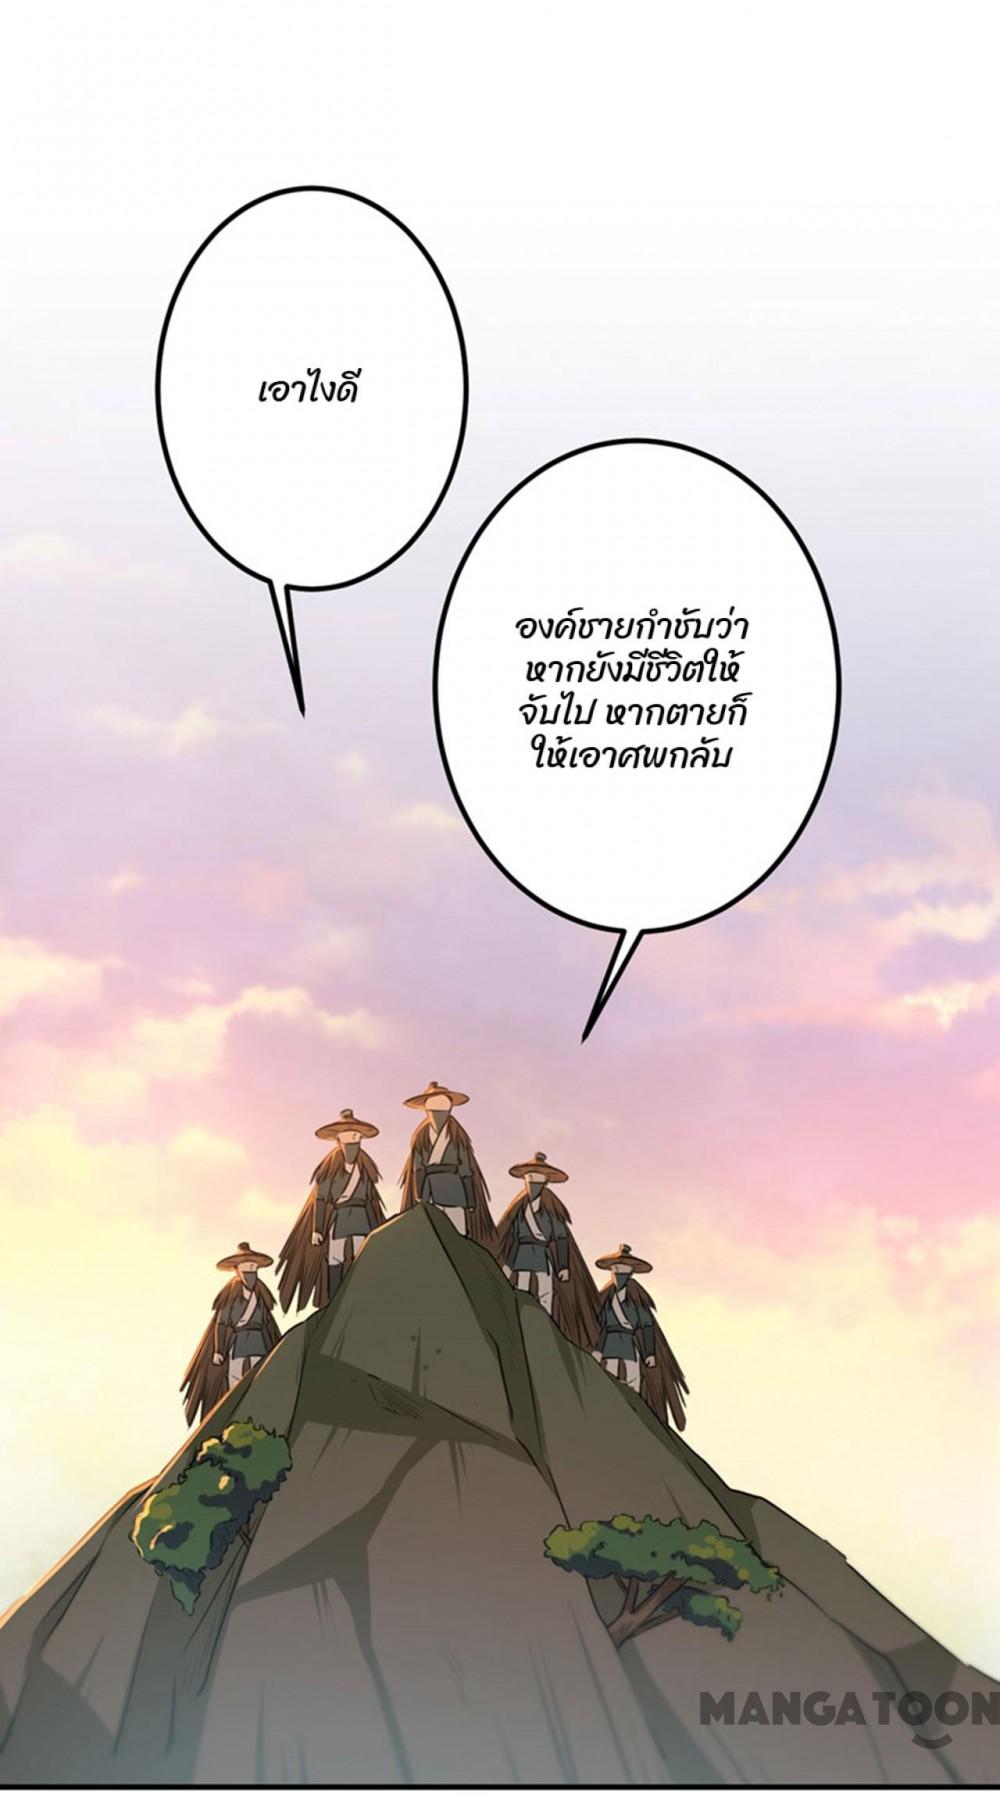 เอาไงดี
องค์ชายกำชับว่า
หากยังมีชีวิตให้
จับไป หากตายก็
ให้เอาศพกลับ
MANGATOON